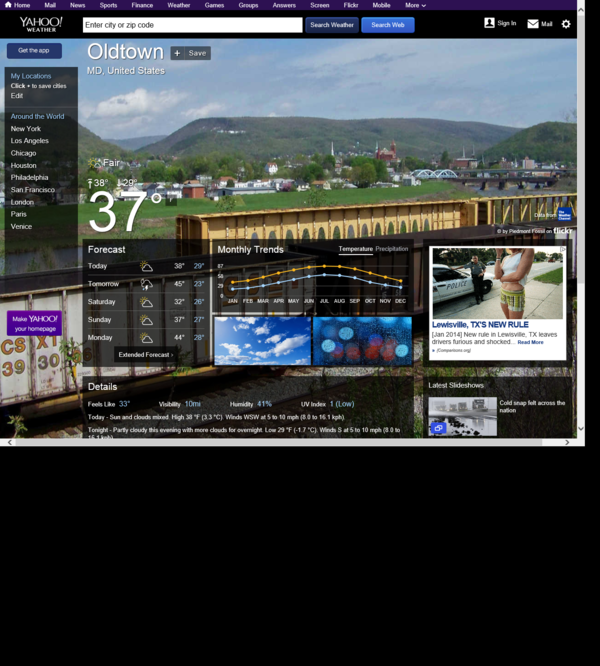 Home Mail News Sports Finance Weather Games Groups Answers Screen Flickr Mobile More
YAHOO!
WEATHER
Enter city or zip code
Search Weather
Search Web
Sign In
Mail
Get the app
Oldtown
+ Save
MD, United States
My Locations
Click + to save cities
Edit
Around the World
New York
Los Angeles
Chicago
Houston
Philadelphia
San Francisco
London
Paris
Venice
Fair
38° 29°
37°
F
Data from
The Weather Channel
© by Piedmont Fossil on flickr
Forecast
Today 38° 29°
Tomorrow 45° 23°
Saturday 32° 26°
Sunday 37° 27°
Monday 44° 28°
Extended Forecast ›
Monthly Trends
Temperature Precipitation
87
58
29
0
JAN FEB MAR APR MAY JUN JUL AUG SEP OCT NOV DEC
POLICE
Lewisville, TX'S NEW RULE
[Jan 2014] New rule in Lewisville, TX leaves
drivers furious and shocked... Read More
(Comparisons.org)
Make YAHOO!
your homepage
CSXT
39 30
Details
Feels Like 33° Visibility 10mi Humidity 41% UV Index 1 (Low)
Today - Sun and clouds mixed. High 38 °F (3.3 °C). Winds WSW at 5 to 10 mph (8.0 to 16.1 kph).
Tonight - Partly cloudy this evening with more clouds for overnight. Low 29 °F (-1.7 °C). Winds S at 5 to 10 mph (8.0 to
16.1 kph).
Latest Slideshows
Cold snap felt across the
nation